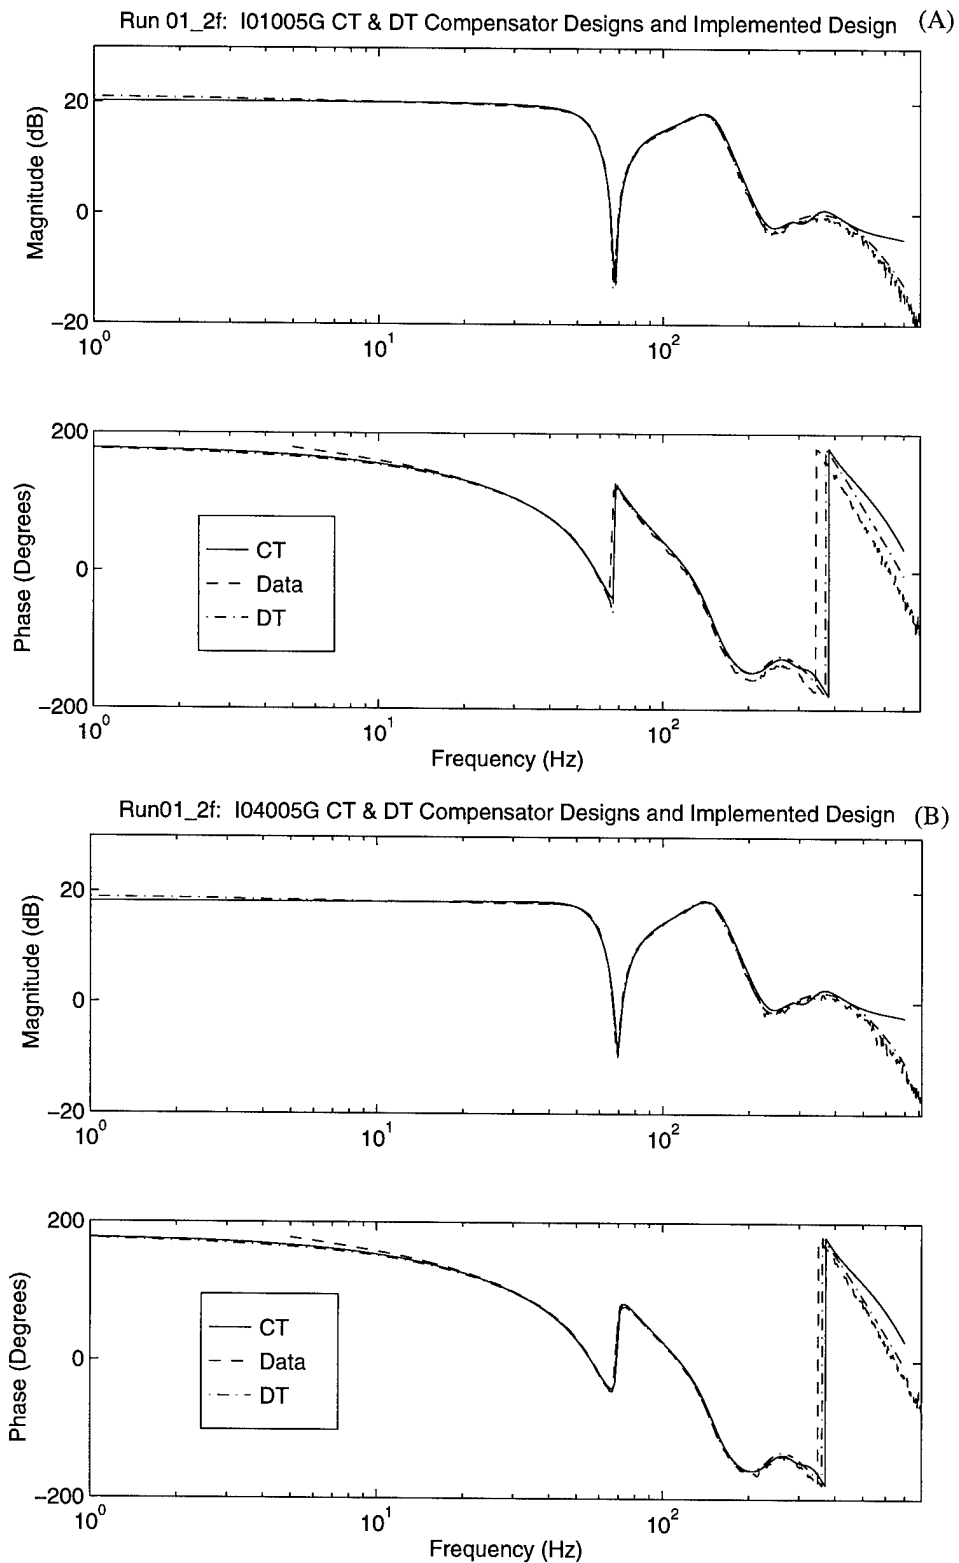 Run 01_2f: I01005G CT & DT Compensator Designs and Implemented Design (A)
Magnitude (dB)
20
0
−20
10^0
10^1
10^2
Phase (Degrees)
200
0
−200
CT
Data
DT
10^0
10^1
10^2
Frequency (Hz)
Run01_2f: I04005G CT & DT Compensator Designs and Implemented Design (B)
Magnitude (dB)
20
0
−20
10^0
10^1
10^2
Phase (Degrees)
200
0
−200
CT
Data
DT
10^0
10^1
10^2
Frequency (Hz)